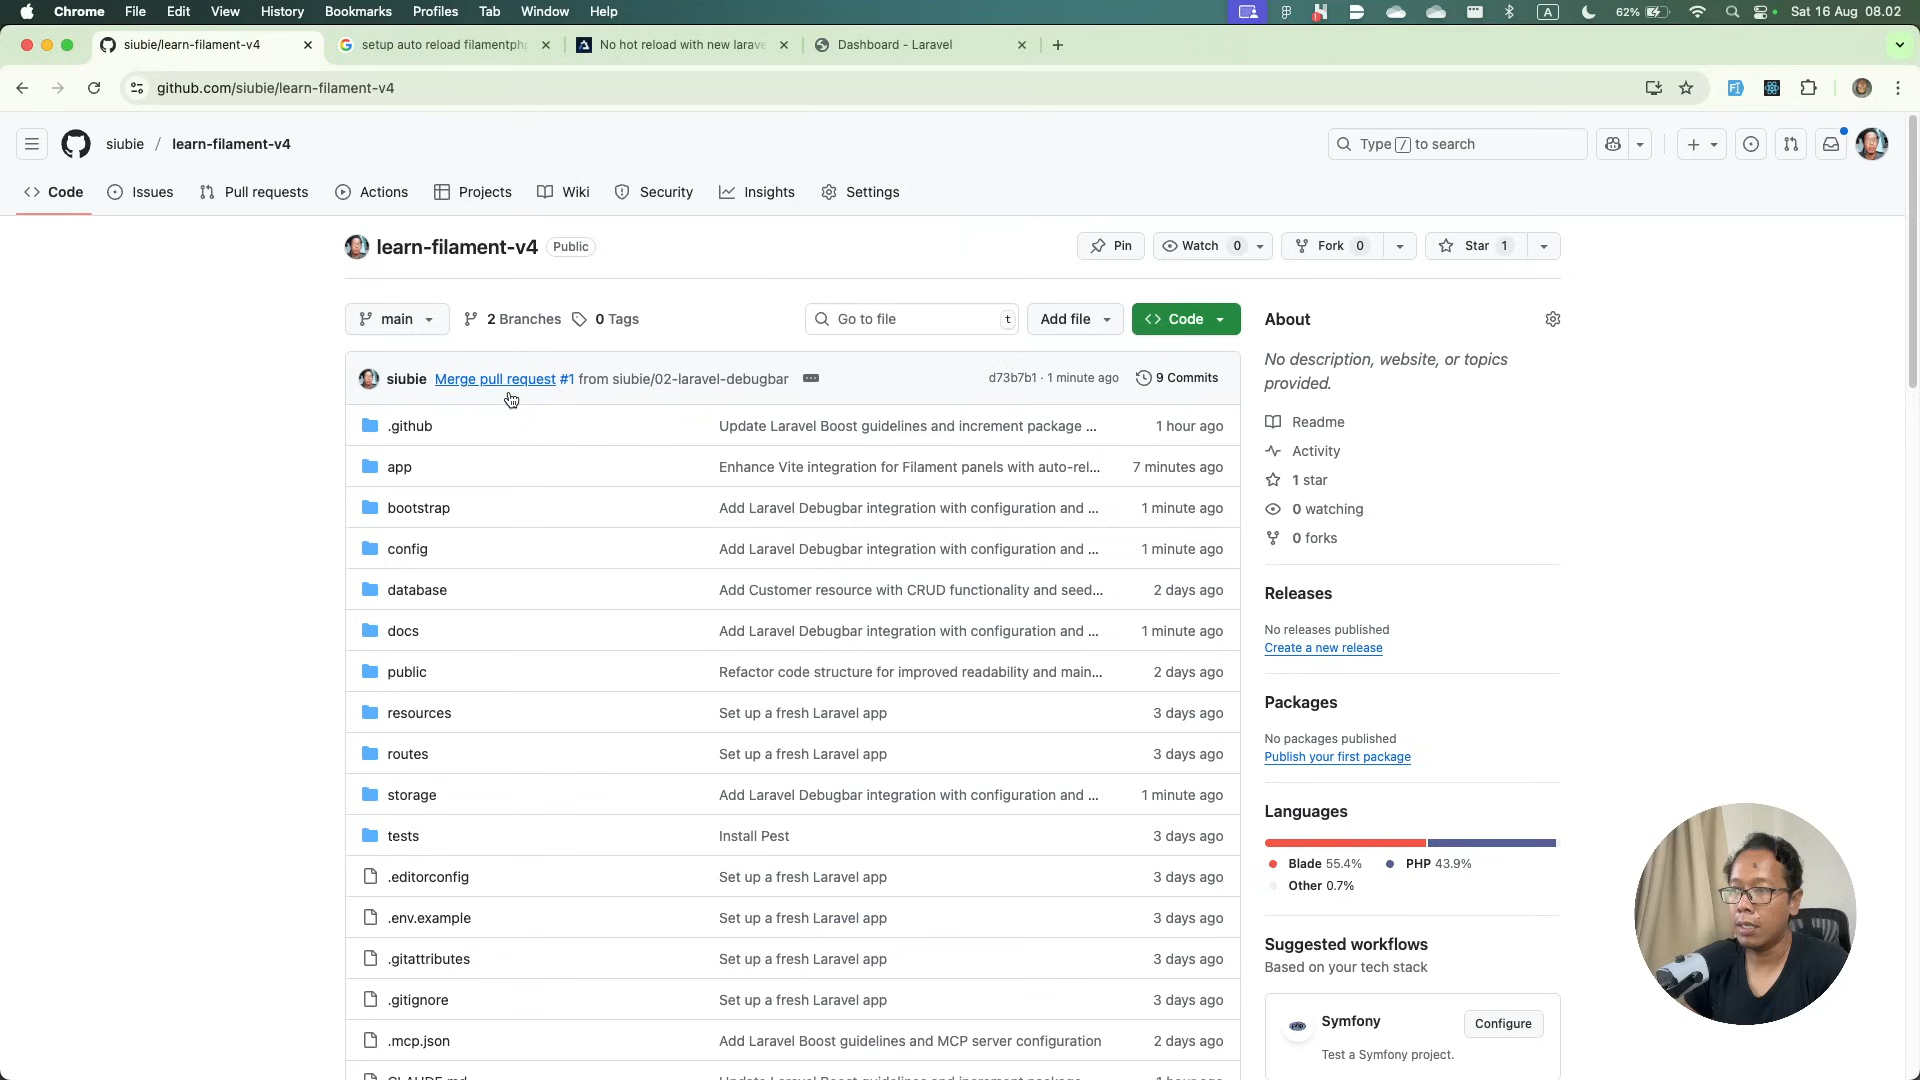 Chrome File Edit View History Bookmarks Profiles Tab Window Help A 62% Sat 16 Aug 08.02
siubie/learn-filament-v4
setup auto reload filamentph
No hot reload with new larave
Dashboard - Laravel
github.com/siubie/learn-filament-v4
siubie / learn-filament-v4
Type / to search
Code Issues Pull requests Actions Projects Wiki Security Insights Settings
learn-filament-v4 Public
Pin Watch 0 Fork 0 Star 1
main 2 Branches 0 Tags
Go to file t
Add file
<> Code
siubie Merge pull request #1 from siubie/02-laravel-debugbar
d73b7b1 · 1 minute ago 9 Commits
.github Update Laravel Boost guidelines and increment package ... 1 hour ago
app Enhance Vite integration for Filament panels with auto-rel... 7 minutes ago
bootstrap Add Laravel Debugbar integration with configuration and ... 1 minute ago
config Add Laravel Debugbar integration with configuration and ... 1 minute ago
database Add Customer resource with CRUD functionality and seed... 2 days ago
docs Add Laravel Debugbar integration with configuration and ... 1 minute ago
public Refactor code structure for improved readability and main... 2 days ago
resources Set up a fresh Laravel app 3 days ago
routes Set up a fresh Laravel app 3 days ago
storage Add Laravel Debugbar integration with configuration and ... 1 minute ago
tests Install Pest 3 days ago
.editorconfig Set up a fresh Laravel app 3 days ago
.env.example Set up a fresh Laravel app 3 days ago
.gitattributes Set up a fresh Laravel app 3 days ago
.gitignore Set up a fresh Laravel app 3 days ago
.mcp.json Add Laravel Boost guidelines and MCP server configuration 2 days ago
About
No description, website, or topics
provided.
Readme
Activity
1 star
0 watching
0 forks
Releases
No releases published
Create a new release
Packages
No packages published
Publish your first package
Languages
Blade 55.4% PHP 43.9%
Other 0.7%
Suggested workflows
Based on your tech stack
Symfony
Configure
Test a Symfony project.